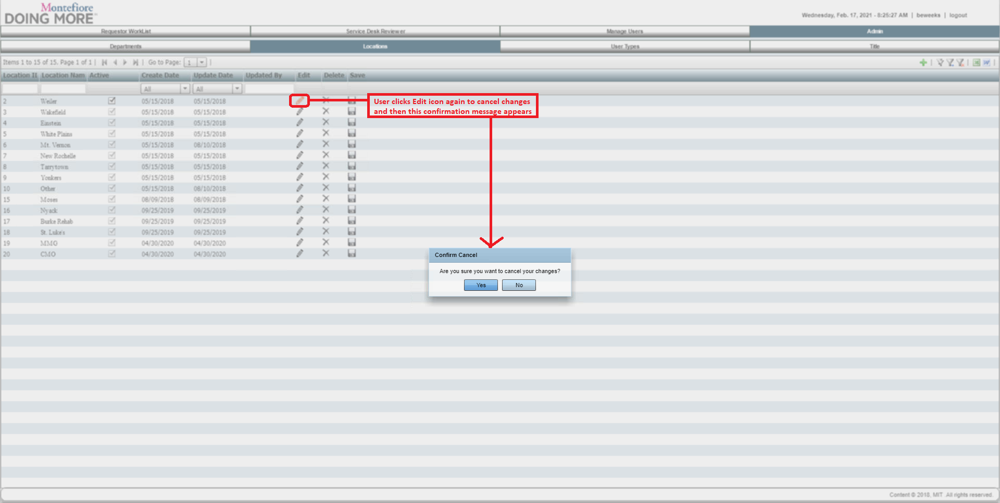 Montefiore
DOING MORE
Wednesday, Feb. 17, 2021 - 8:25:27 AM | beweeks | logout
Requestor WorkList Service Desk Reviewer Manage Users Admin
Departments Locations User Types Title
Items 1 to 15 of 15. Page 1 of 1 | Go to Page: 1
Location II Location Nam Active Create Date Update Date Updated By Edit Delete Save
All All
2 Weiler 05/15/2018 05/15/2018
User clicks Edit icon again to cancel changes
and then this confirmation message appears
3 Wakefield 05/15/2018 05/15/2018
4 Einstein 05/15/2018 05/15/2018
5 White Plains 05/15/2018 05/15/2018
6 Mt. Vernon 05/15/2018 08/10/2018
7 New Rochelle 05/15/2018 05/15/2018
8 Tarrytown 05/15/2018 05/15/2018
9 Yonkers 05/15/2018 05/15/2018
10 Other 05/15/2018 08/10/2018
15 Moses 08/09/2018 08/09/2018
16 Nyack 09/25/2019 09/25/2019
17 Burke Rehab 09/25/2019 09/25/2019
18 St. Luke's 09/25/2019 09/25/2019
19 MMG 04/30/2020 04/30/2020
20 CMO 04/30/2020 04/30/2020
Confirm Cancel
Are you sure you want to cancel your changes?
Yes No
Content © 2018, MIT All rights reserved.